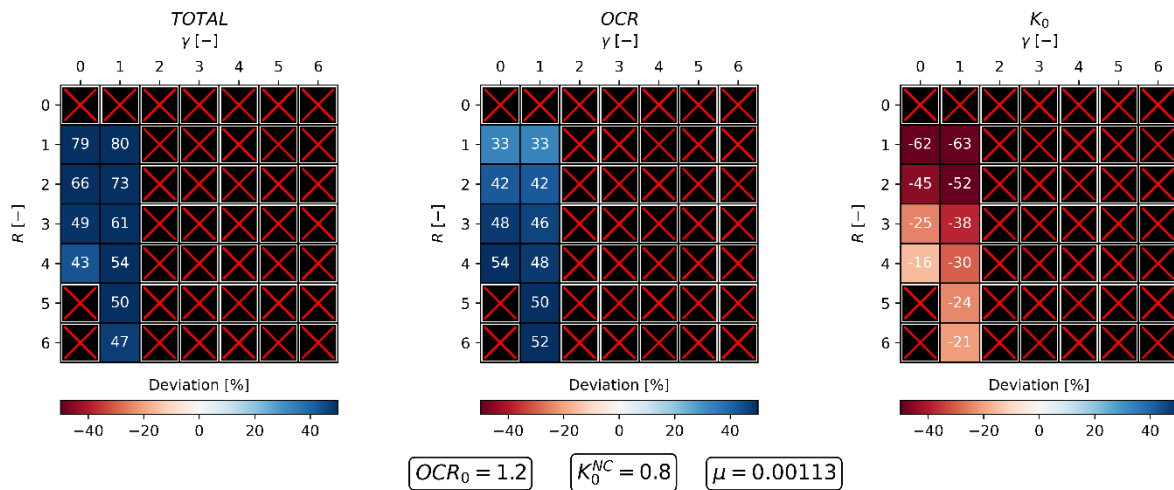 TOTAL OCR K₀
γ [−] γ [−] γ [−]
0 1 2 3 4 5 6 0 1 2 3 4 5 6 0 1 2 3 4 5 6
0 0 0
1 79 80 1 33 33 1 -62 -63
2 66 73 2 42 42 2 -45 -52
R [−] 3 49 61 R [−] 3 48 46 R [−] 3 -25 -38
4 43 54 4 54 48 4 -16 -30
5 50 5 50 5 -24
6 47 6 52 6 -21
Deviation [%] Deviation [%] Deviation [%]
−40 −20 0 20 40 −40 −20 0 20 40 −40 −20 0 20 40
OCR₀ = 1.2 K₀ᴺᶜ = 0.8 μ = 0.00113